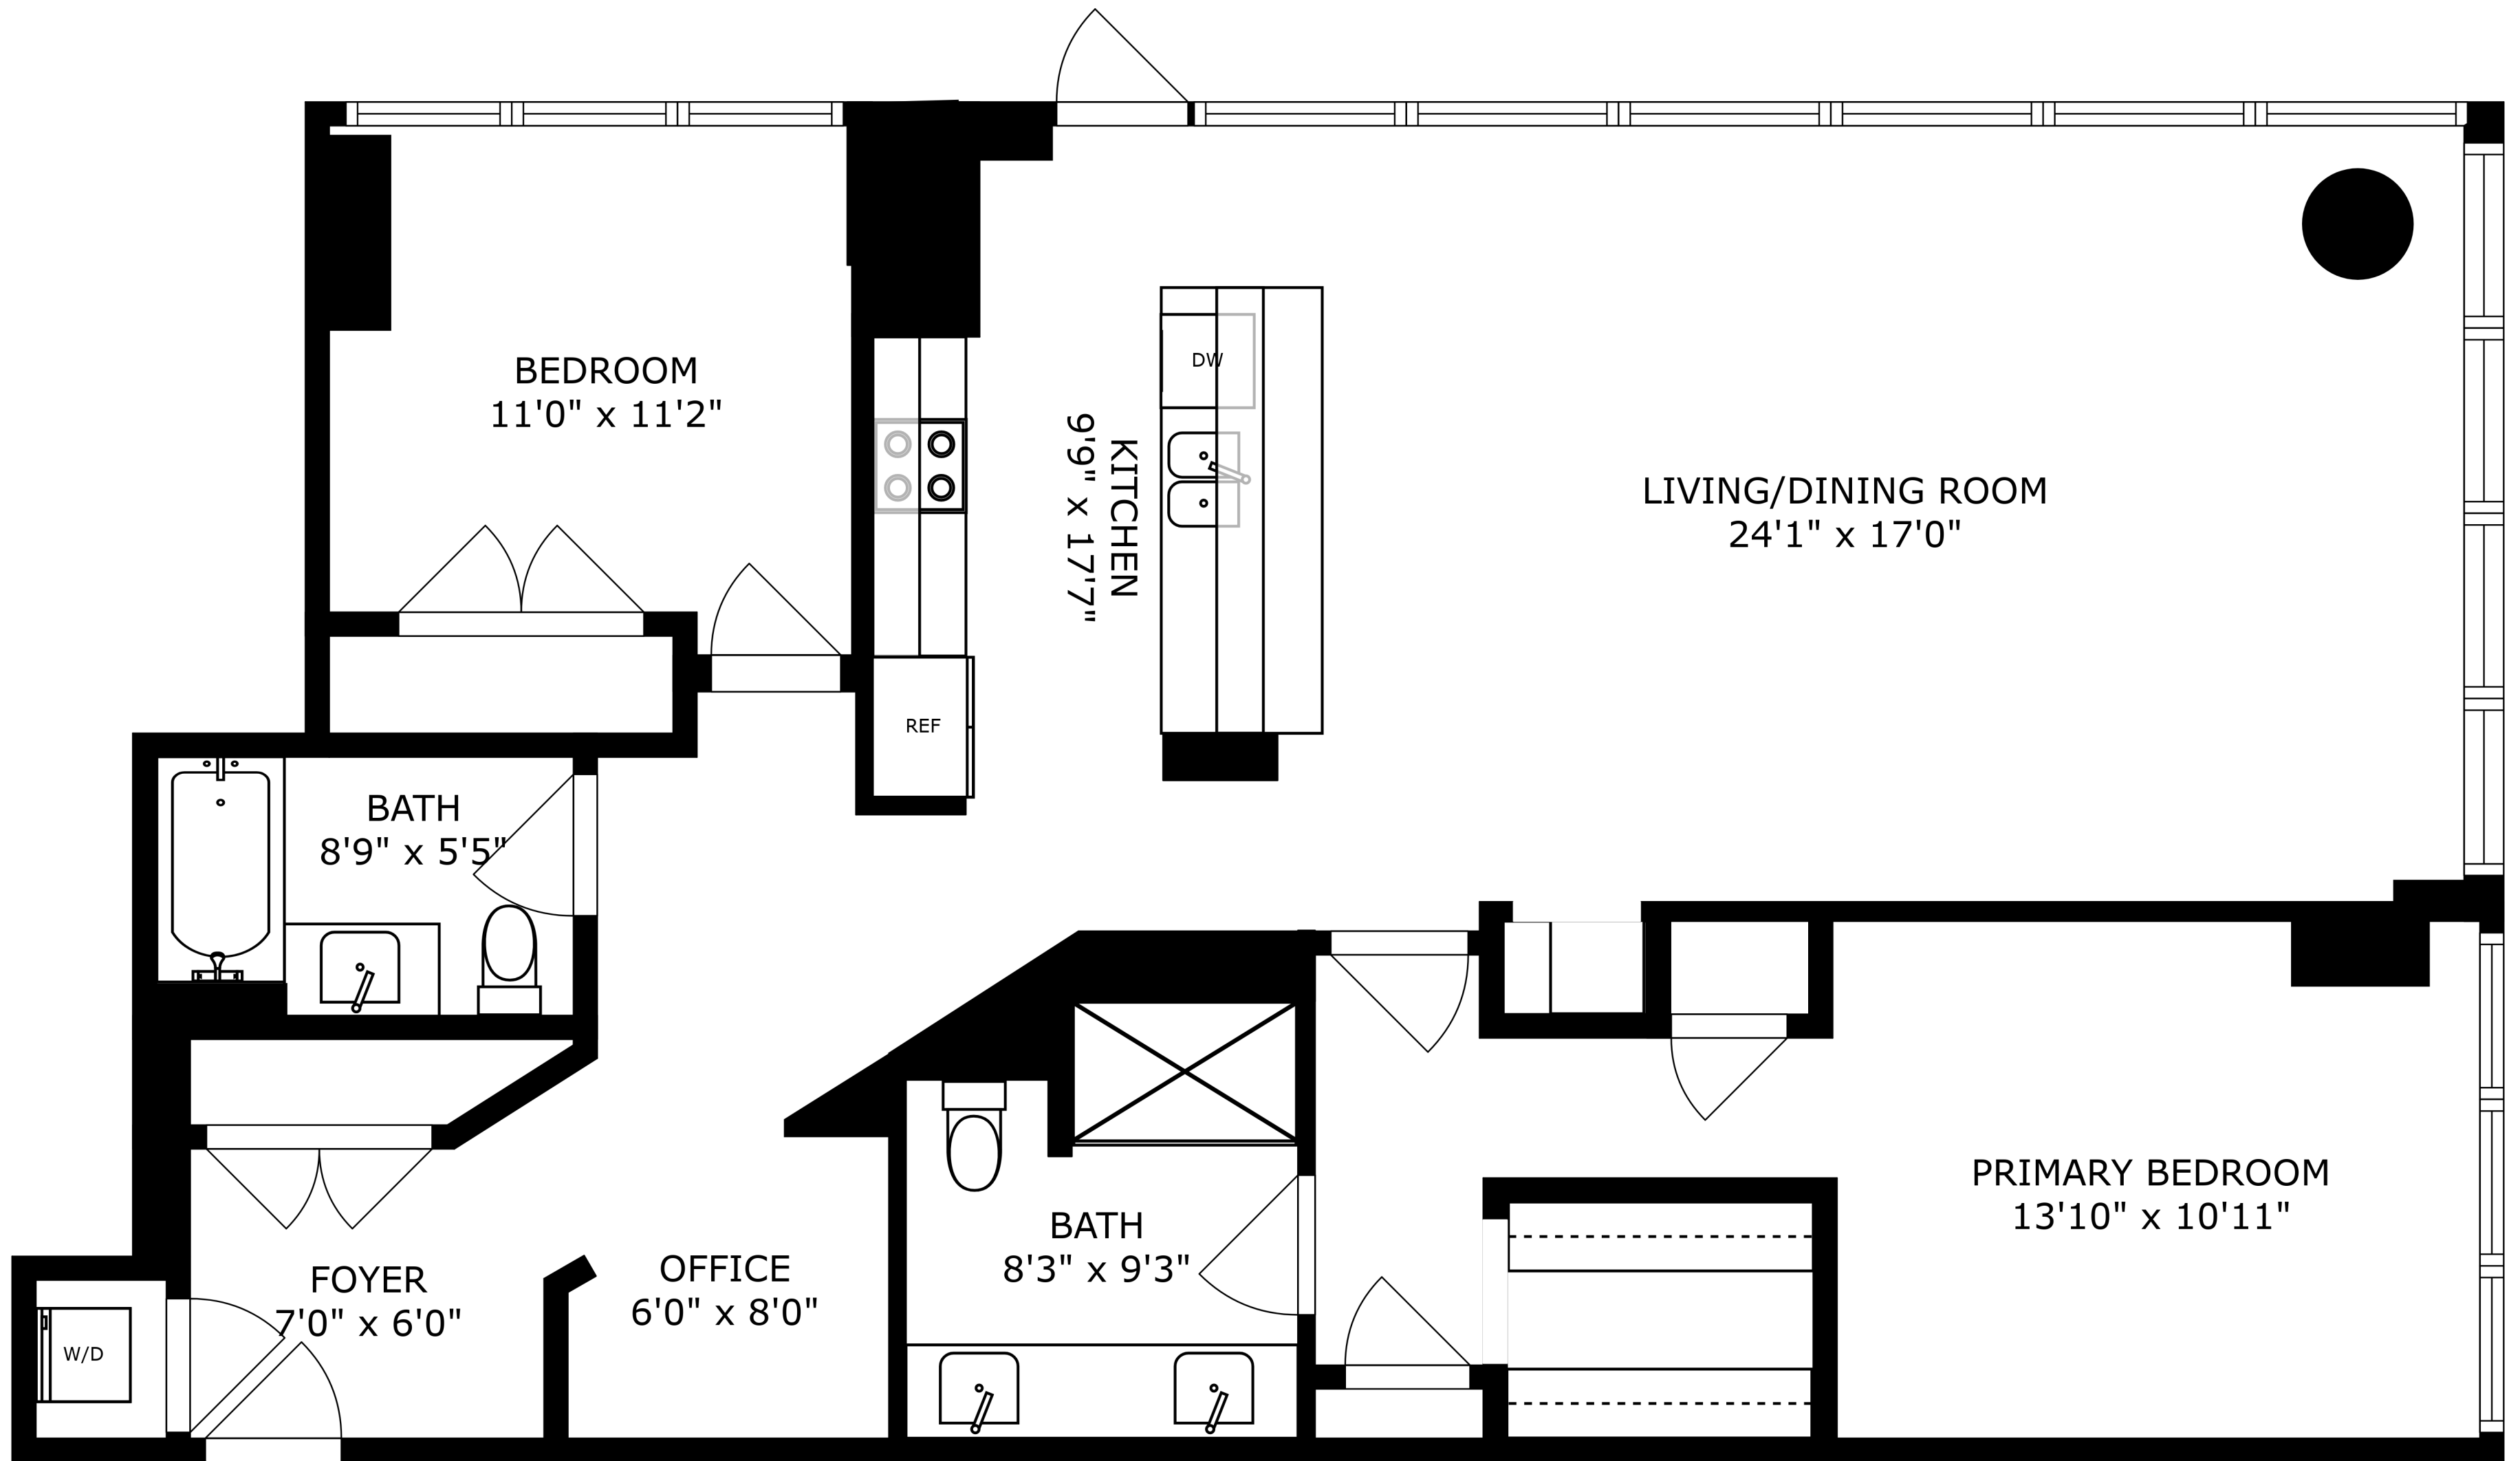 BEDROOM
11'0" x 11'2"
DW
KITCHEN
9'9" x 17'7"
LIVING/DINING ROOM
24'1" x 17'0"
REF
BATH
8'9" x 5'5"
PRIMARY BEDROOM
13'10" x 10'11"
BATH
8'3" x 9'3"
OFFICE
6'0" x 8'0"
FOYER
7'0" x 6'0"
W/D